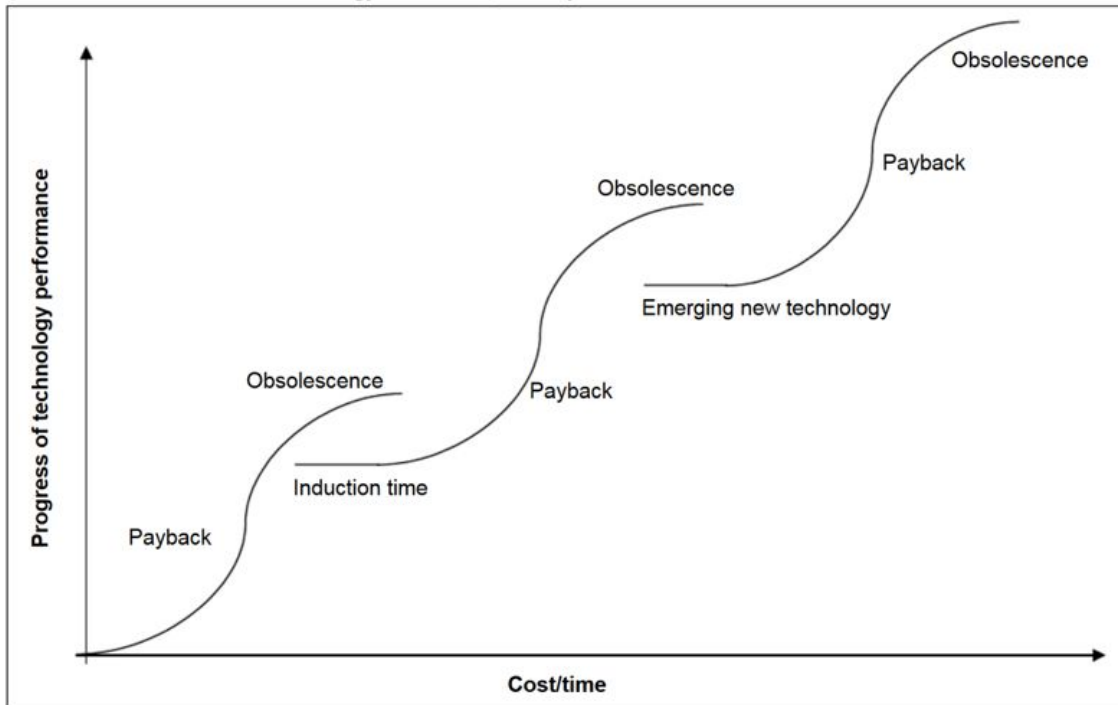 Obsolescence
Payback
Obsolescence
Emerging new technology
Obsolescence
Payback
Induction time
Payback
Progress of technology performance
Cost/time